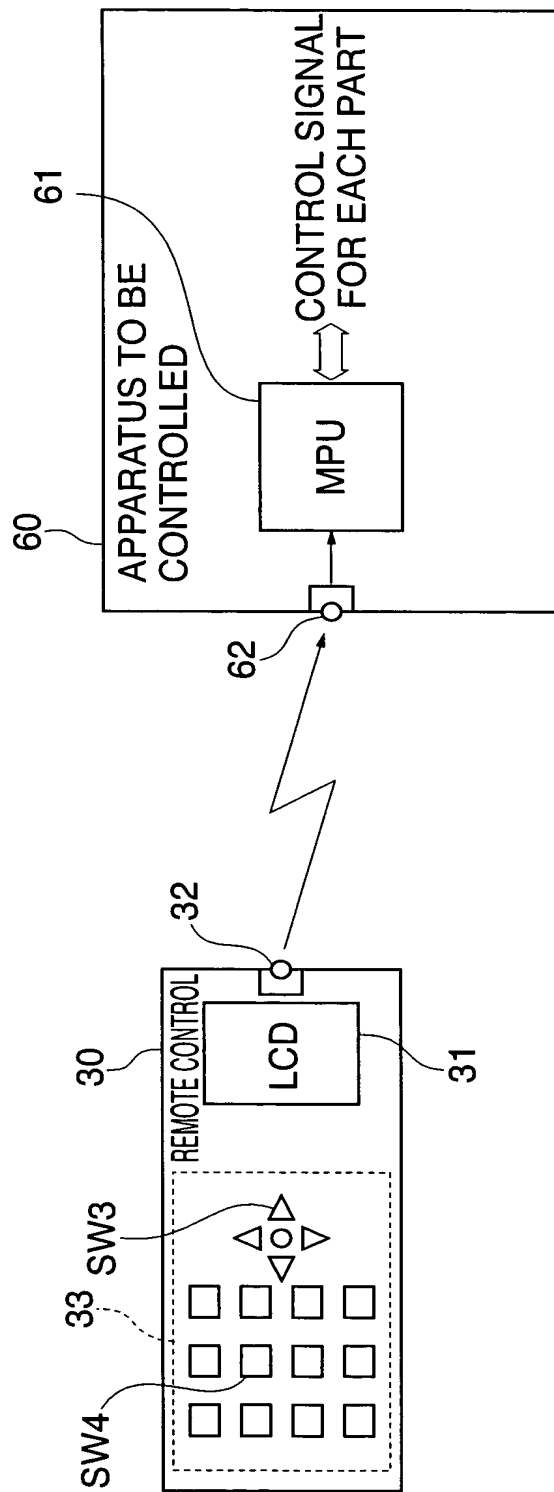 60
61
APPARATUS TO BE
CONTROLLED
MPU
CONTROL SIGNAL
FOR EACH PART
62
30
32
REMOTE CONTROL
LCD
31
33
SW3
SW4